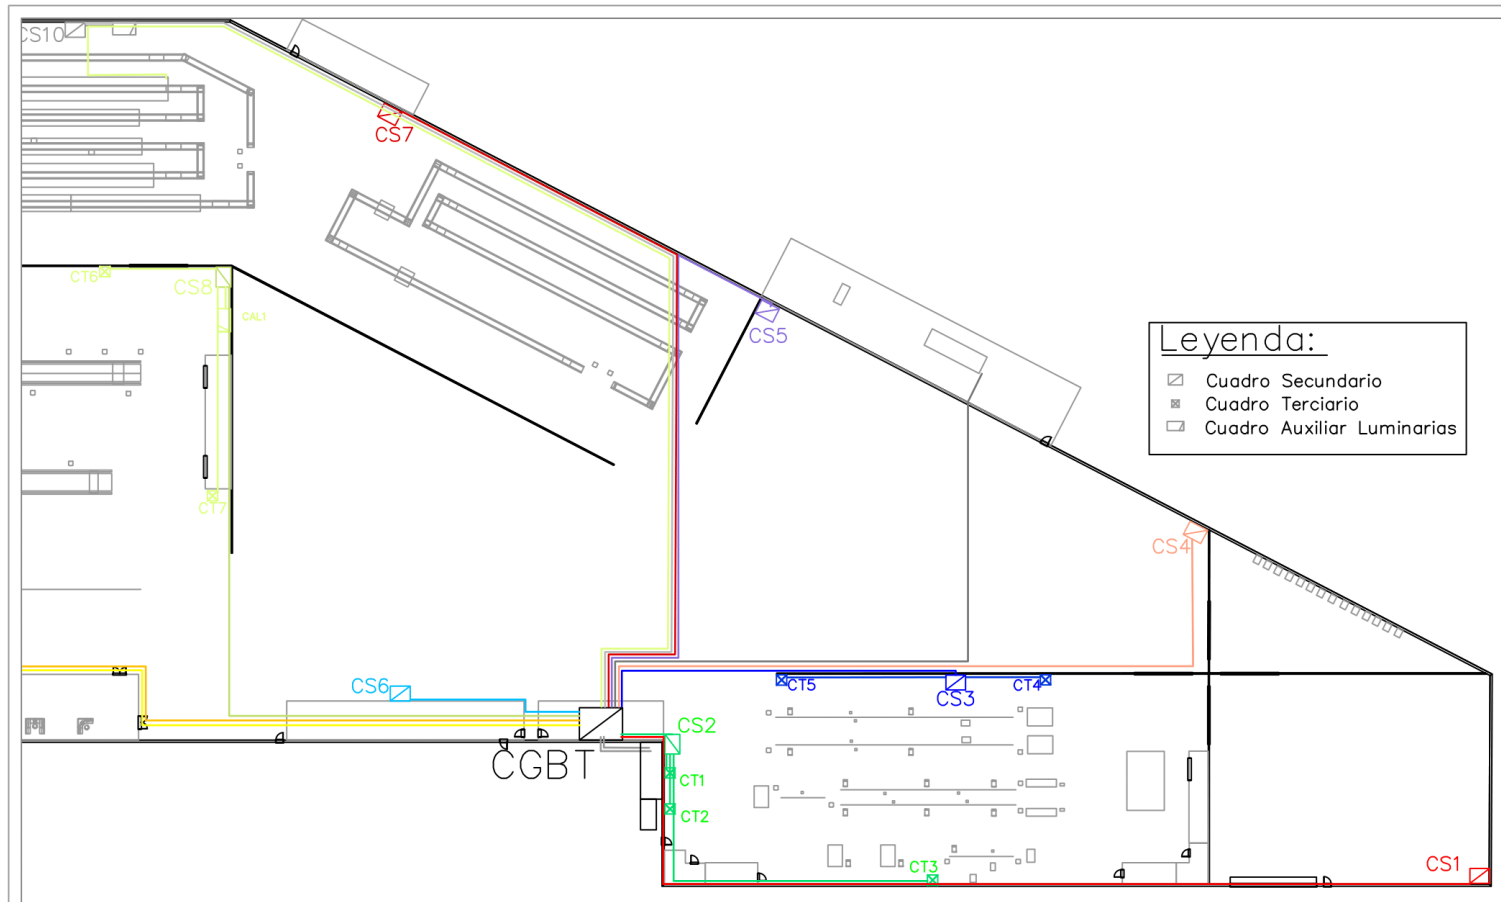 CS10
CS7
CT6
CS8
CAL1
CS5
Leyenda:
Cuadro Secundario
Cuadro Terciario
Cuadro Auxiliar Luminarias
CT7
CS4
CS6
CT5
CT4
CS3
CS2
CGBT
CT1
CT2
CT3
CS1